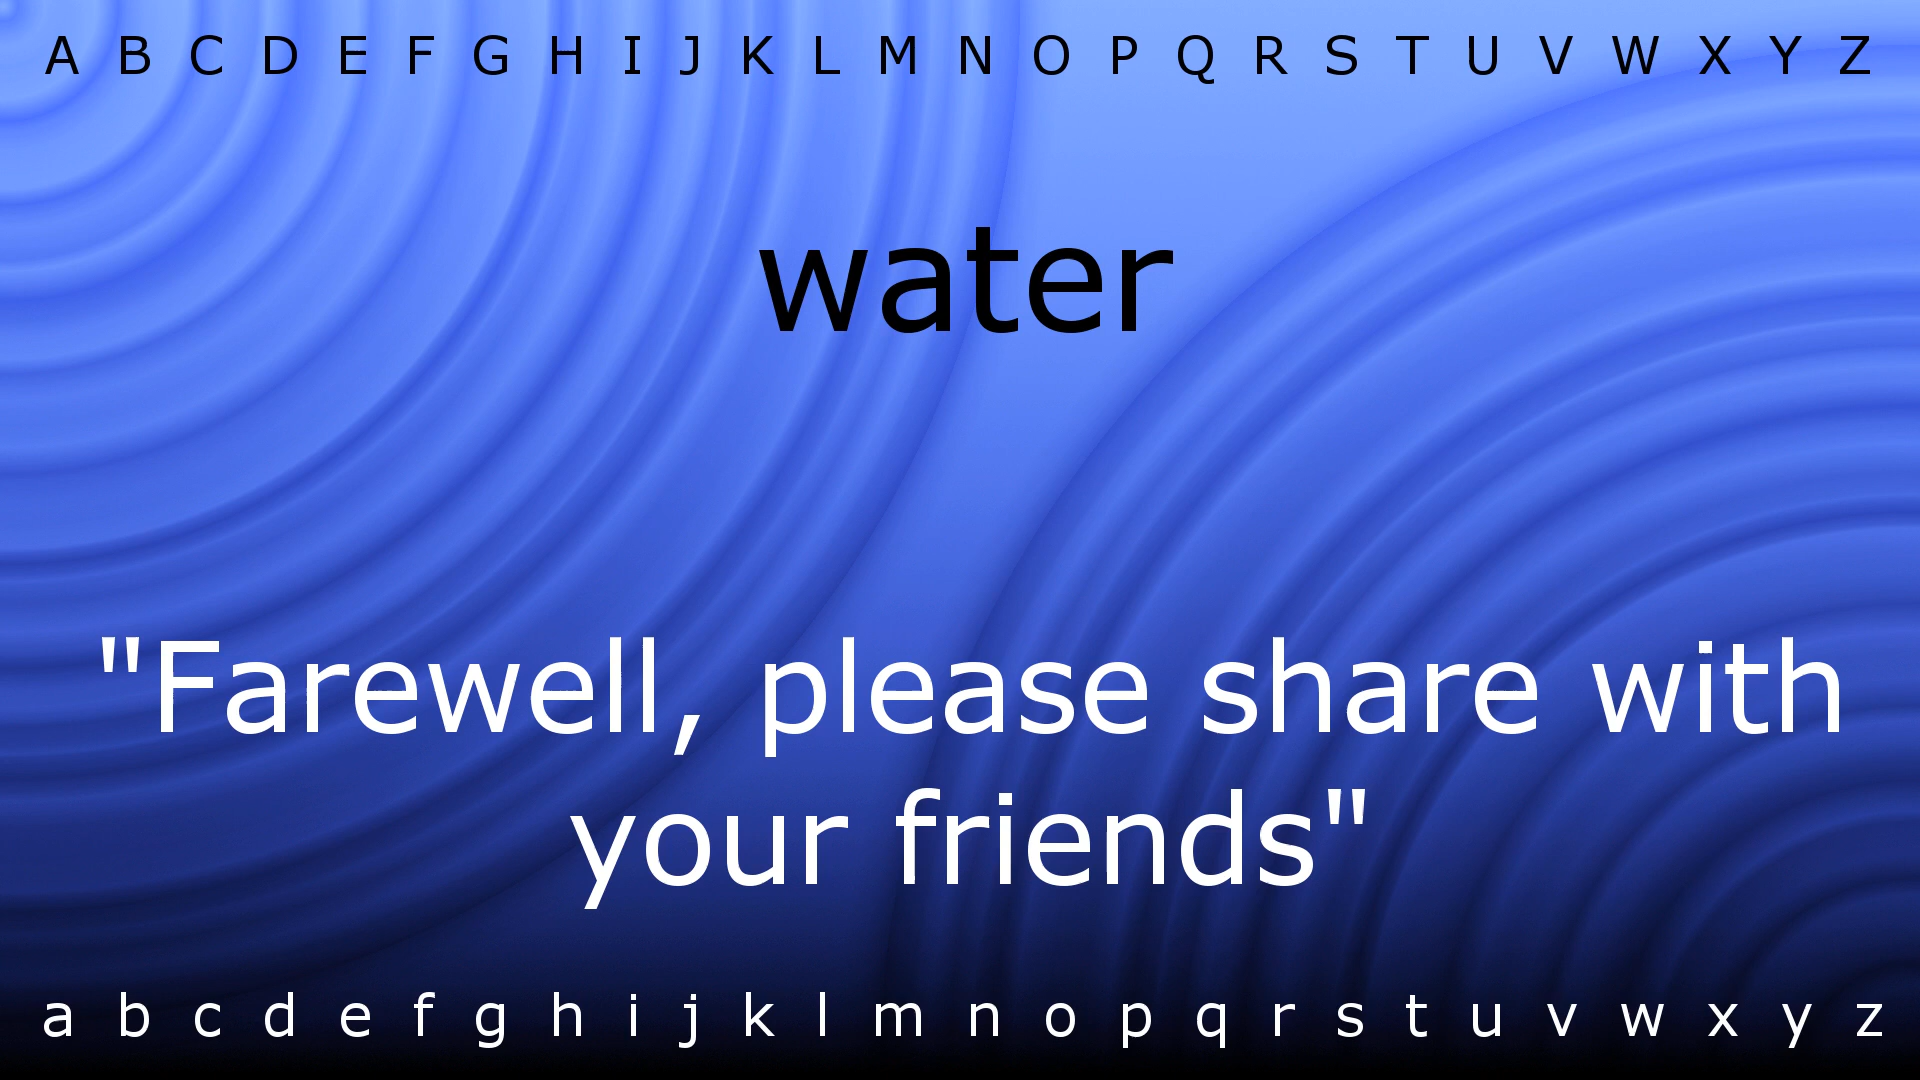 A B C D E F G H I J K L M N O P Q R S T U V W X Y Z
water
"Farewell, please share with
your friends"
a b c d e f g h i j k l m n o p q r s t u v w x y z